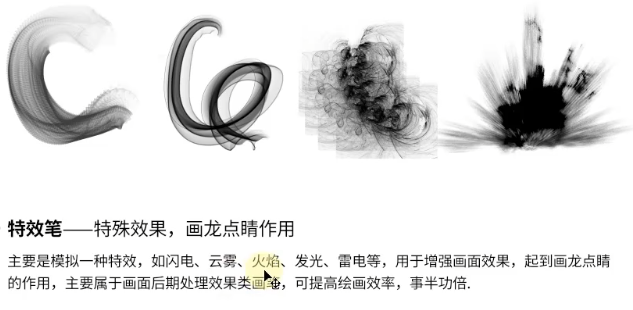 特效笔——特殊效果，画龙点睛作用
主要是模拟一种特效，如闪电、云雾、火焰、发光、雷电等，用于增强画面效果，起到画龙点睛
的作用，主要属于画面后期处理效果类画笔，可提高绘画效率，事半功倍.